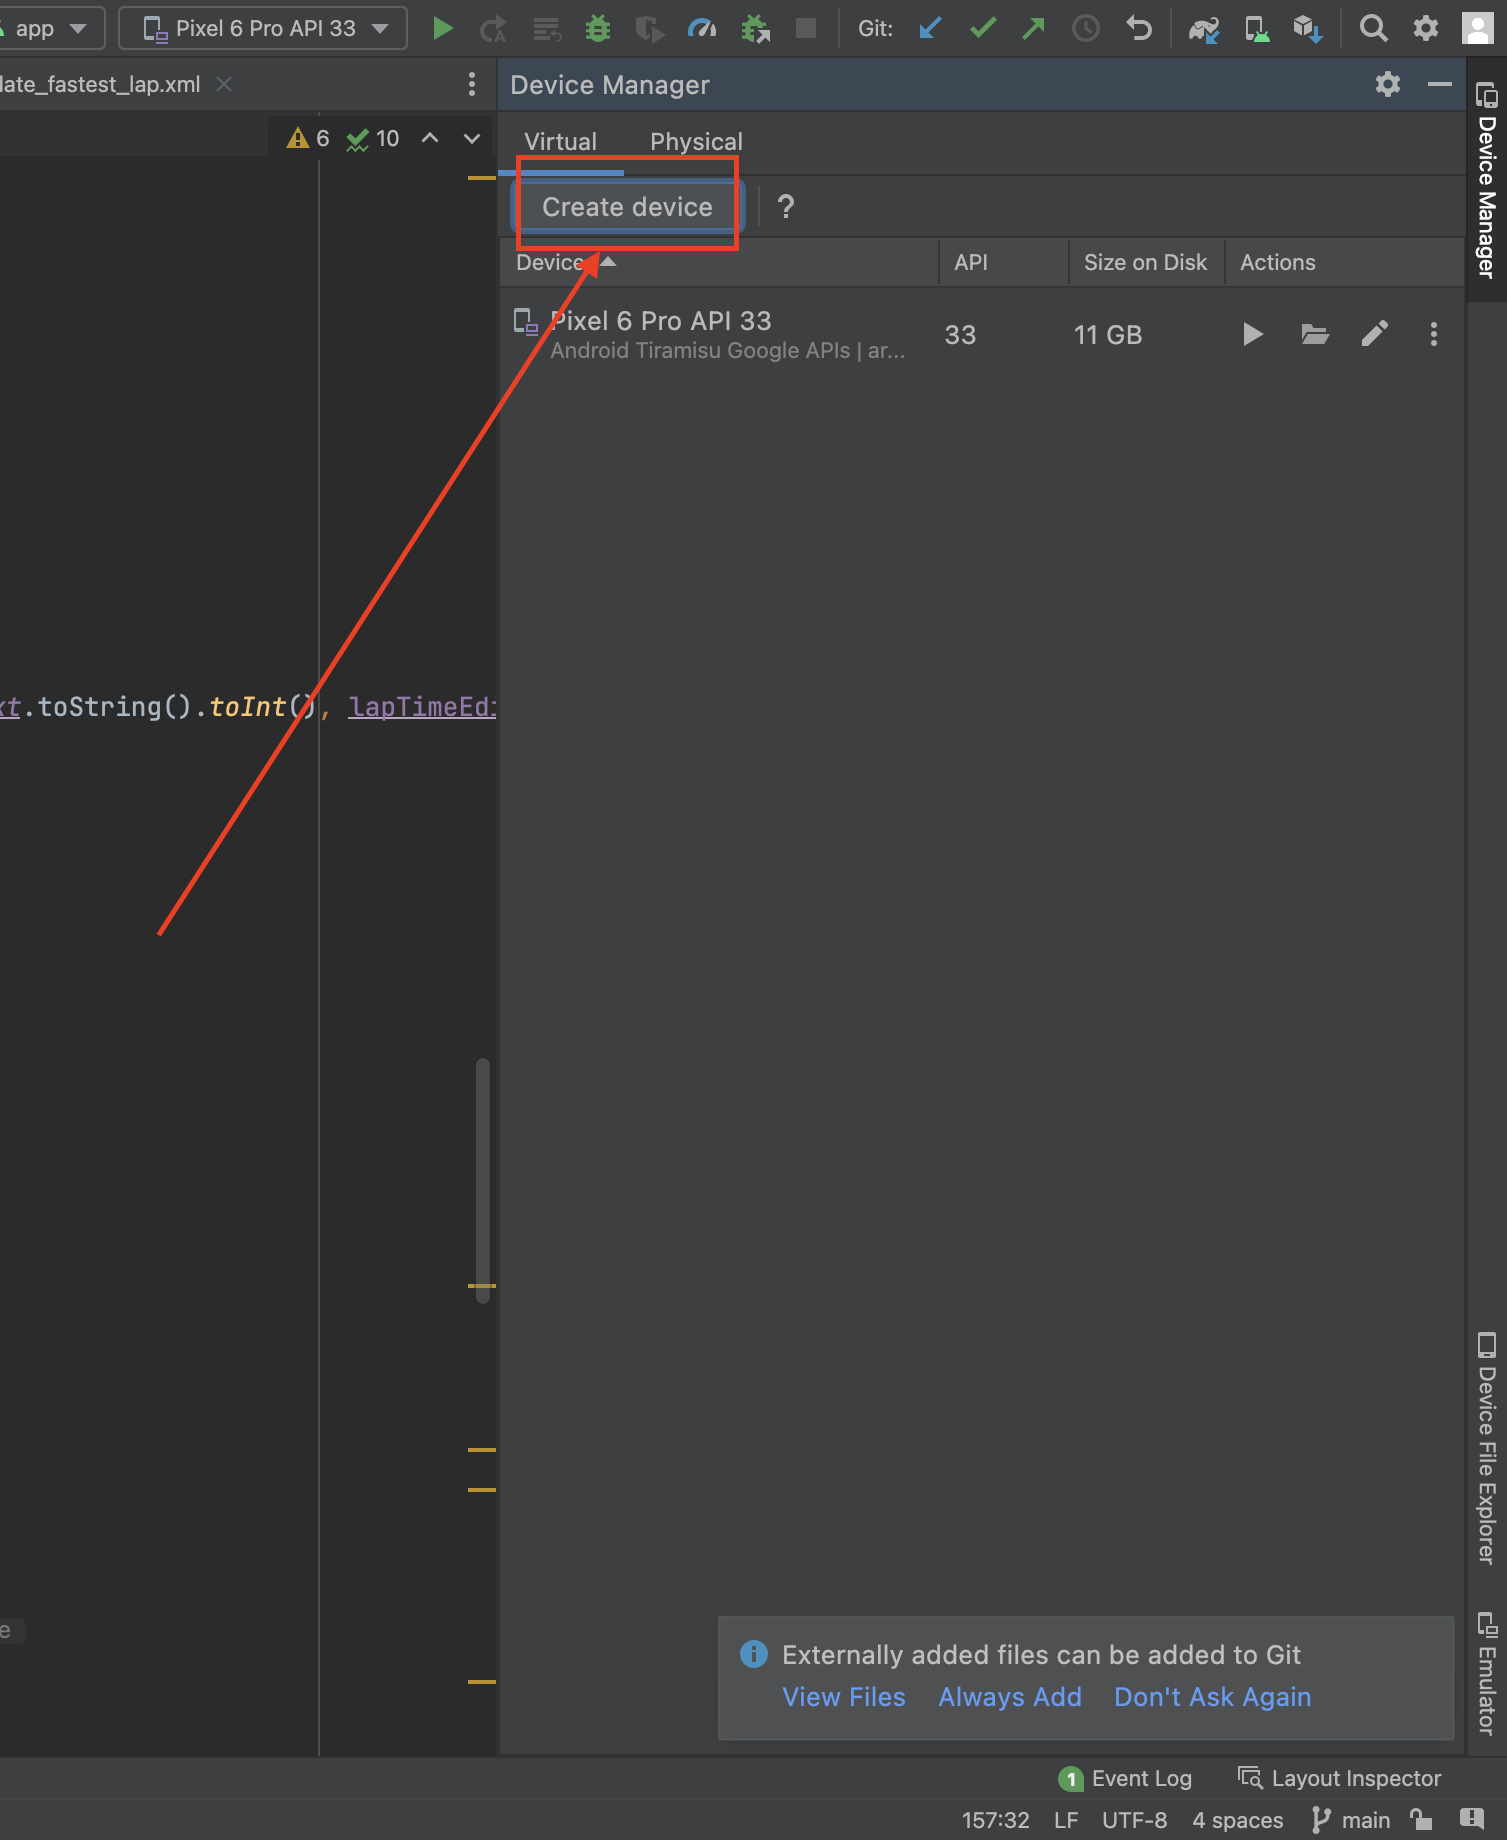 app
Pixel 6 Pro API 33
Git:
late_fastest_lap.xml
Device Manager
6
10
Virtual
Physical
Create device
?
Device
API
Size on Disk
Actions
Pixel 6 Pro API 33
Android Tiramisu Google APIs | ar...
33
11 GB
xt.toString().toInt(), lapTimeEdi
e
Externally added files can be added to Git
View Files
Always Add
Don't Ask Again
Device Manager
Device File Explorer
Emulator
1 Event Log
Layout Inspector
157:32
LF
UTF-8
4 spaces
main